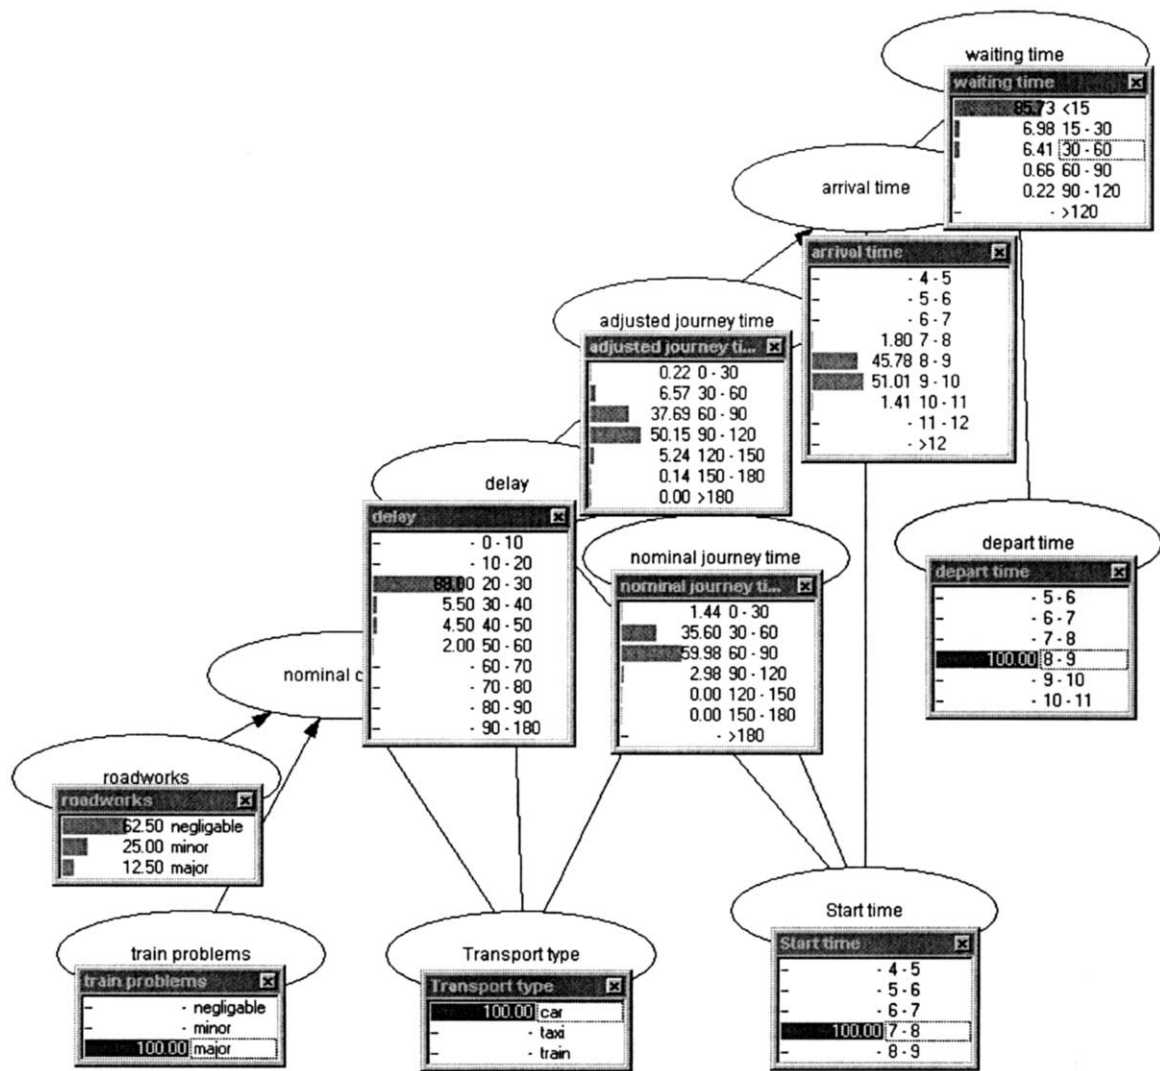 waiting time
waiting time
85.73 <15
6.98 15 - 30
6.41 30 - 60
0.66 60 - 90
0.22 90 - 120
- - >120
arrival time
arrival time
- - 4 - 5
- - 5 - 6
- - 6 - 7
1.80 7 - 8
45.78 8 - 9
51.01 9 - 10
1.41 10 - 11
- - 11 - 12
- - >12
adjusted journey time
adjusted journey ti...
0.22 0 - 30
6.57 30 - 60
37.69 60 - 90
50.15 90 - 120
5.24 120 - 150
0.14 150 - 180
0.00 >180
delay
delay
- - 0 - 10
- - 10 - 20
88.00 20 - 30
5.50 30 - 40
4.50 40 - 50
2.00 50 - 60
- - 60 - 70
- - 70 - 80
- - 80 - 90
- - 90 - 180
nominal journey time
nominal journey ti...
1.44 0 - 30
35.60 30 - 60
59.98 60 - 90
2.98 90 - 120
0.00 120 - 150
0.00 150 - 180
- - >180
depart time
depart time
- - 5 - 6
- - 6 - 7
- - 7 - 8
100.00 8 - 9
- - 9 - 10
- - 10 - 11
nominal
roadworks
roadworks
62.50 negligable
25.00 minor
12.50 major
train problems
train problems
- - negligable
- - minor
100.00 major
Transport type
Transport type
100.00 car
- - taxi
- - train
Start time
Start time
- - 4 - 5
- - 5 - 6
- - 6 - 7
100.00 7 - 8
- - 8 - 9